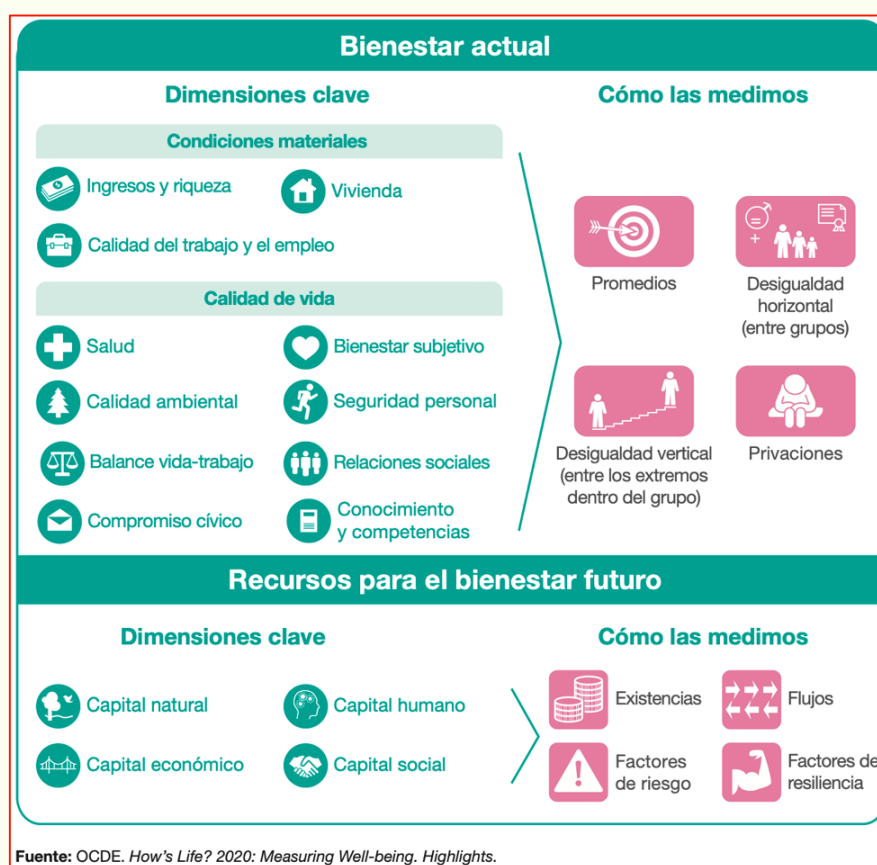 Bienestar actual
Dimensiones clave
Condiciones materiales
Ingresos y riqueza
Vivienda
Calidad del trabajo y el empleo
Calidad de vida
Salud
Bienestar subjetivo
Calidad ambiental
Seguridad personal
Balance vida-trabajo
Relaciones sociales
Compromiso cívico
Conocimiento
y competencias
Cómo las medimos
Promedios
Desigualdad
horizontal
(entre grupos)
Desigualdad vertical
(entre los extremos
dentro del grupo)
Privaciones
Recursos para el bienestar futuro
Dimensiones clave
Capital natural
Capital humano
Capital económico
Capital social
Cómo las medimos
Existencias
Flujos
Factores
de riesgo
Factores de
resiliencia
Fuente: OCDE. How's Life? 2020: Measuring Well-being. Highlights.